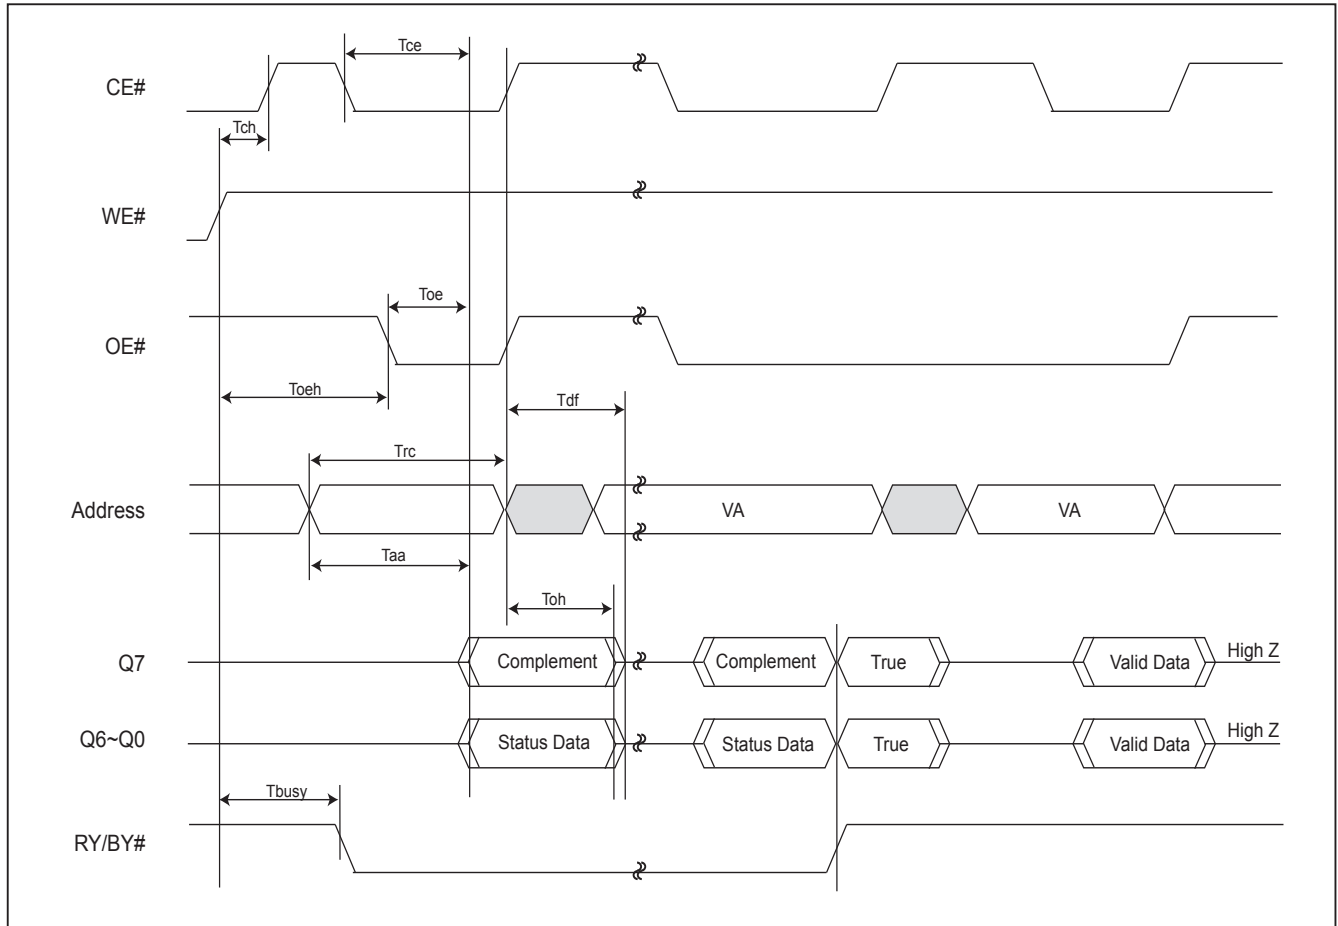 Tce
CE#
Tch
WE#
Toe
OE#
Toeh
Tdf
Trc
Address
VA
VA
Taa
Toh
Q7
Complement
Complement
True
Valid Data
High Z
Q6~Q0
Status Data
Status Data
True
Valid Data
High Z
Tbusy
RY/BY#